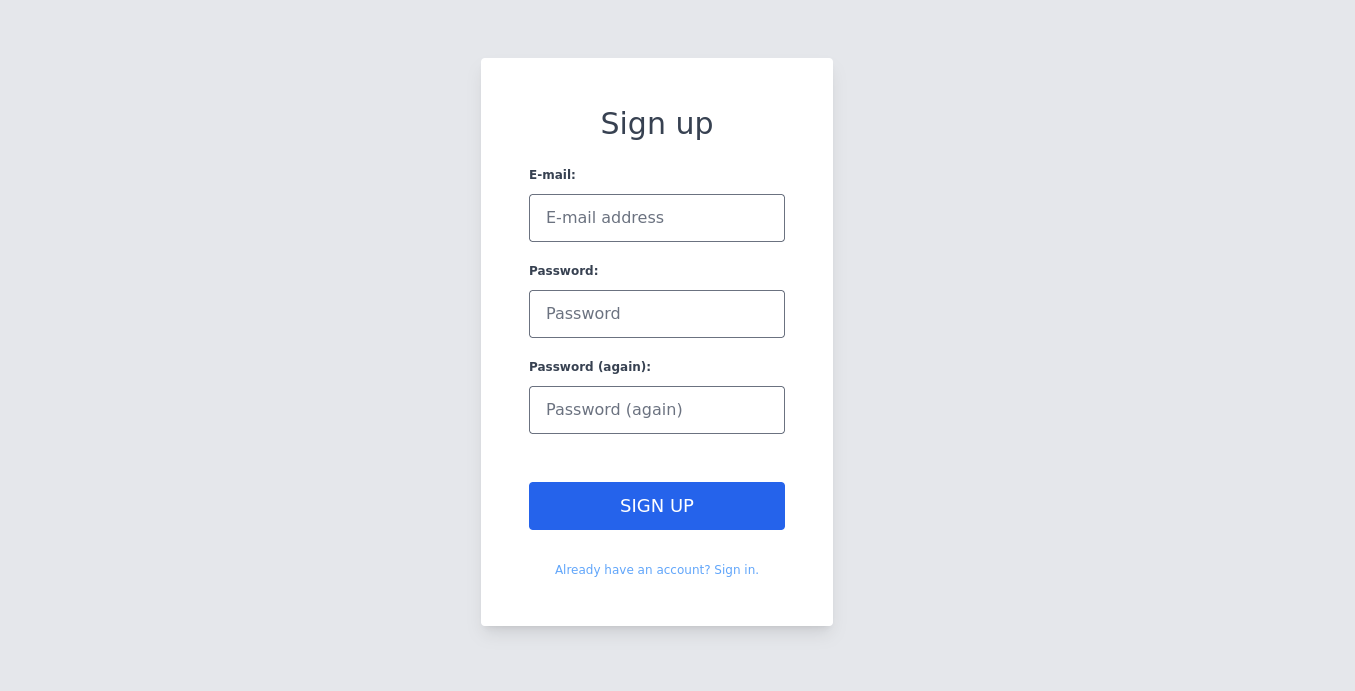 Sign up
E-mail:
E-mail address
Password:
Password
Password (again):
Password (again)
SIGN UP
Already have an account? Sign in.